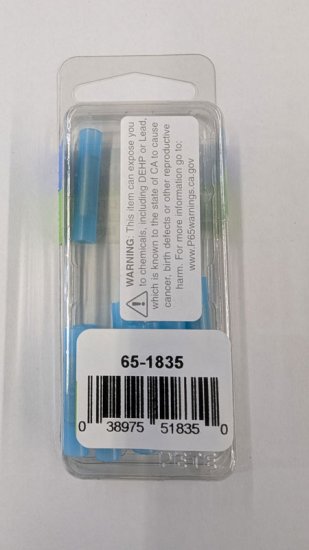 WARNING: This item can expose you
to chemicals, including DEHP or Lead,
which is known to the state of CA to cause
cancer, birth defects or other reproductive
harm. For more information go to:
www.P65warnings.ca.gov
65-1835
0 38975 51835 0